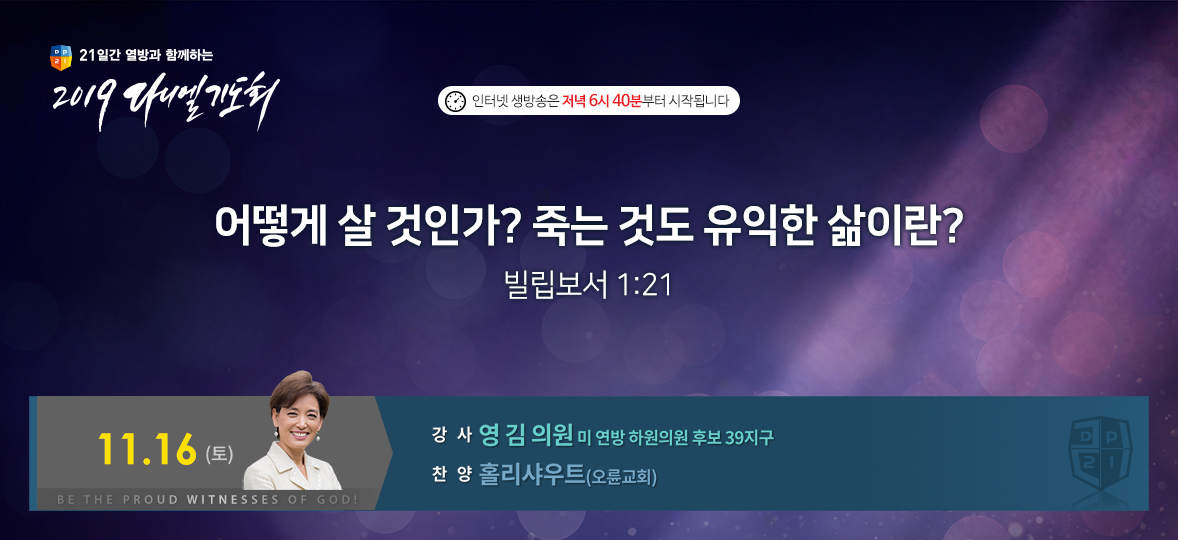 DP
21
21일간 열방과 함께하는
2019 다니엘기도회
인터넷 생방송은 저녁 6시 40분부터 시작됩니다
어떻게 살 것인가? 죽는 것도 유익한 삶이란?
빌립보서 1:21
11.16 (토)
BE THE PROUD WITNESSES OF GOD!
강 사 영 김 의원 미 연방 하원의원 후보 39지구
찬 양 홀리샤우트(오륜교회)
DP
21